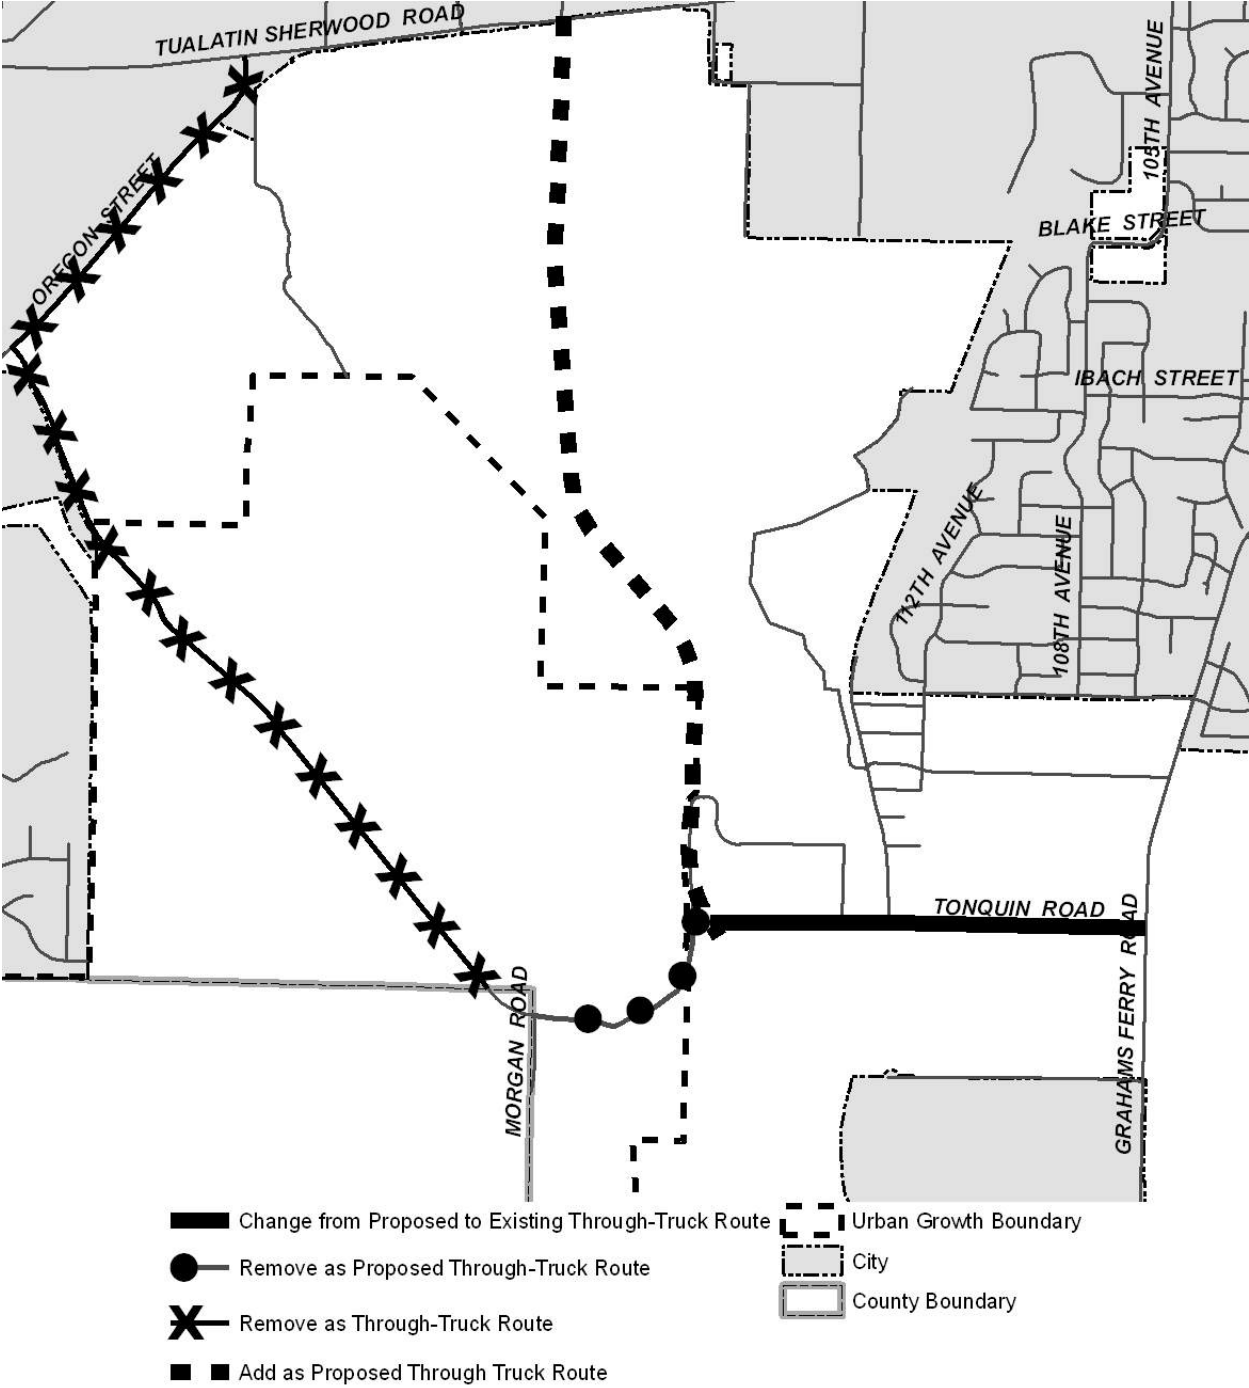 TUALATIN SHERWOOD ROAD
105TH AVENUE
OREGON STREET
BLAKE STREET
IBACH STREET
112TH AVENUE
108TH AVENUE
TONQUIN ROAD
MORGAN ROAD
GRAHAMS FERRY ROAD
Change from Proposed to Existing Through-Truck Route
Remove as Proposed Through-Truck Route
Remove as Through-Truck Route
Add as Proposed Through Truck Route
Urban Growth Boundary
City
County Boundary